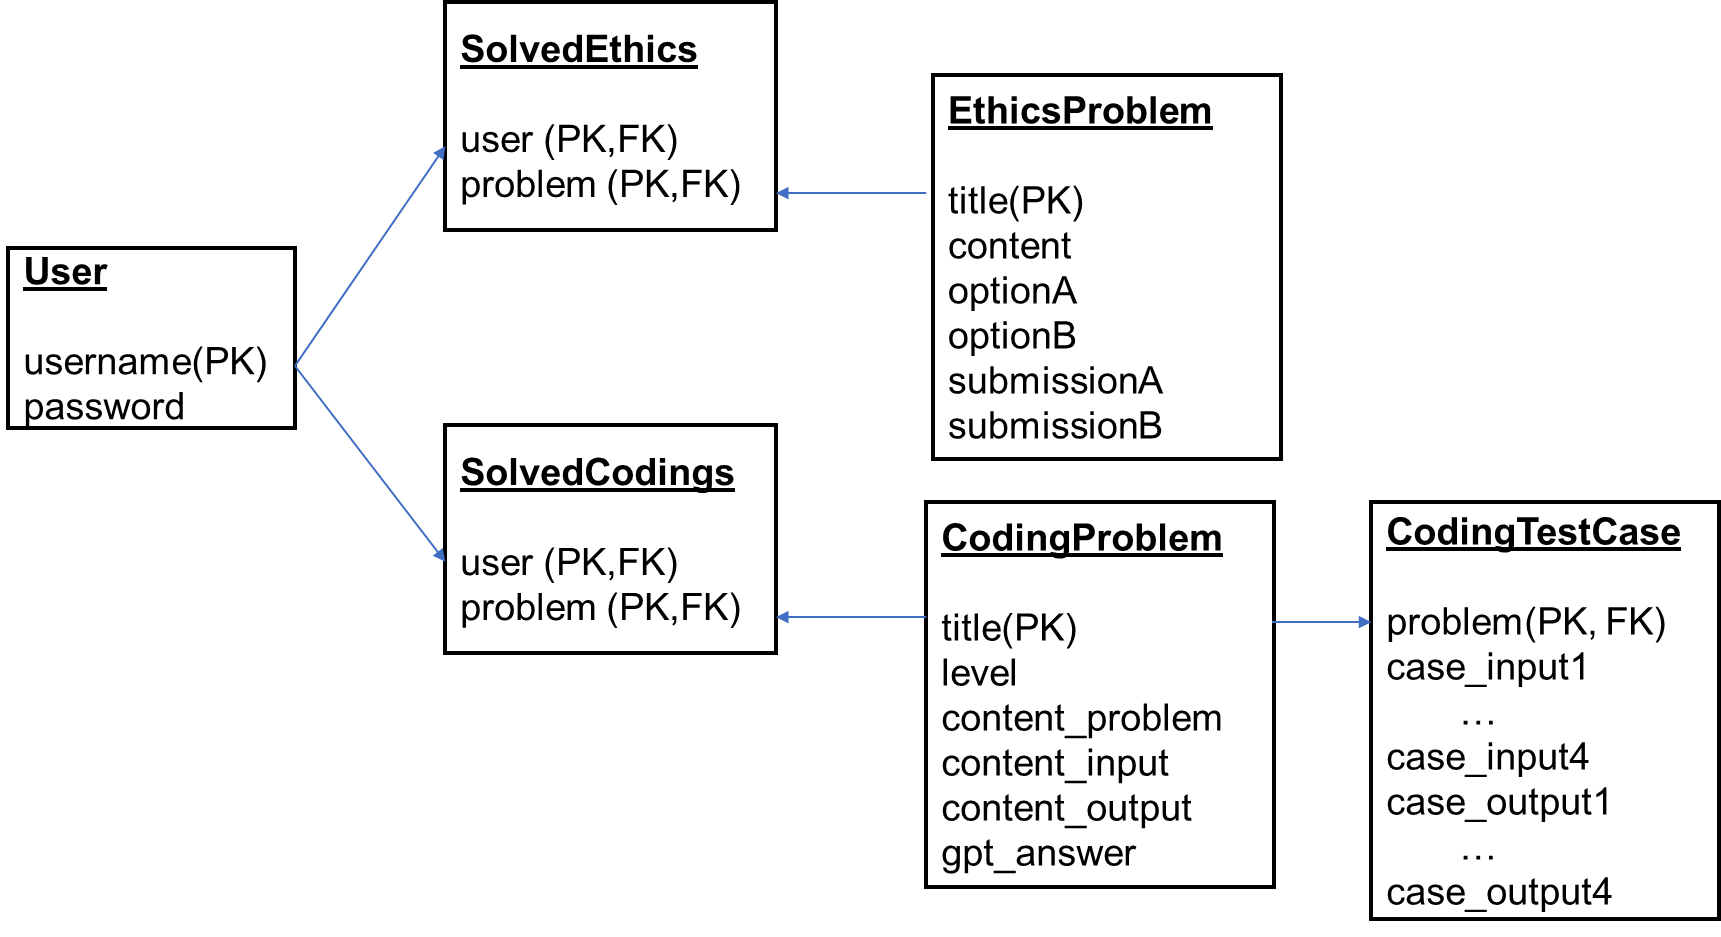 SolvedEthics
user (PK,FK)
problem (PK,FK)
EthicsProblem
title(PK)
content
optionA
optionB
submissionA
submissionB
User
username(PK)
password
SolvedCodings
user (PK,FK)
problem (PK,FK)
CodingProblem
title(PK)
level
content_problem
content_input
content_output
gpt_answer
CodingTestCase
problem(PK, FK)
case_input1
...
case_input4
case_output1
...
case_output4